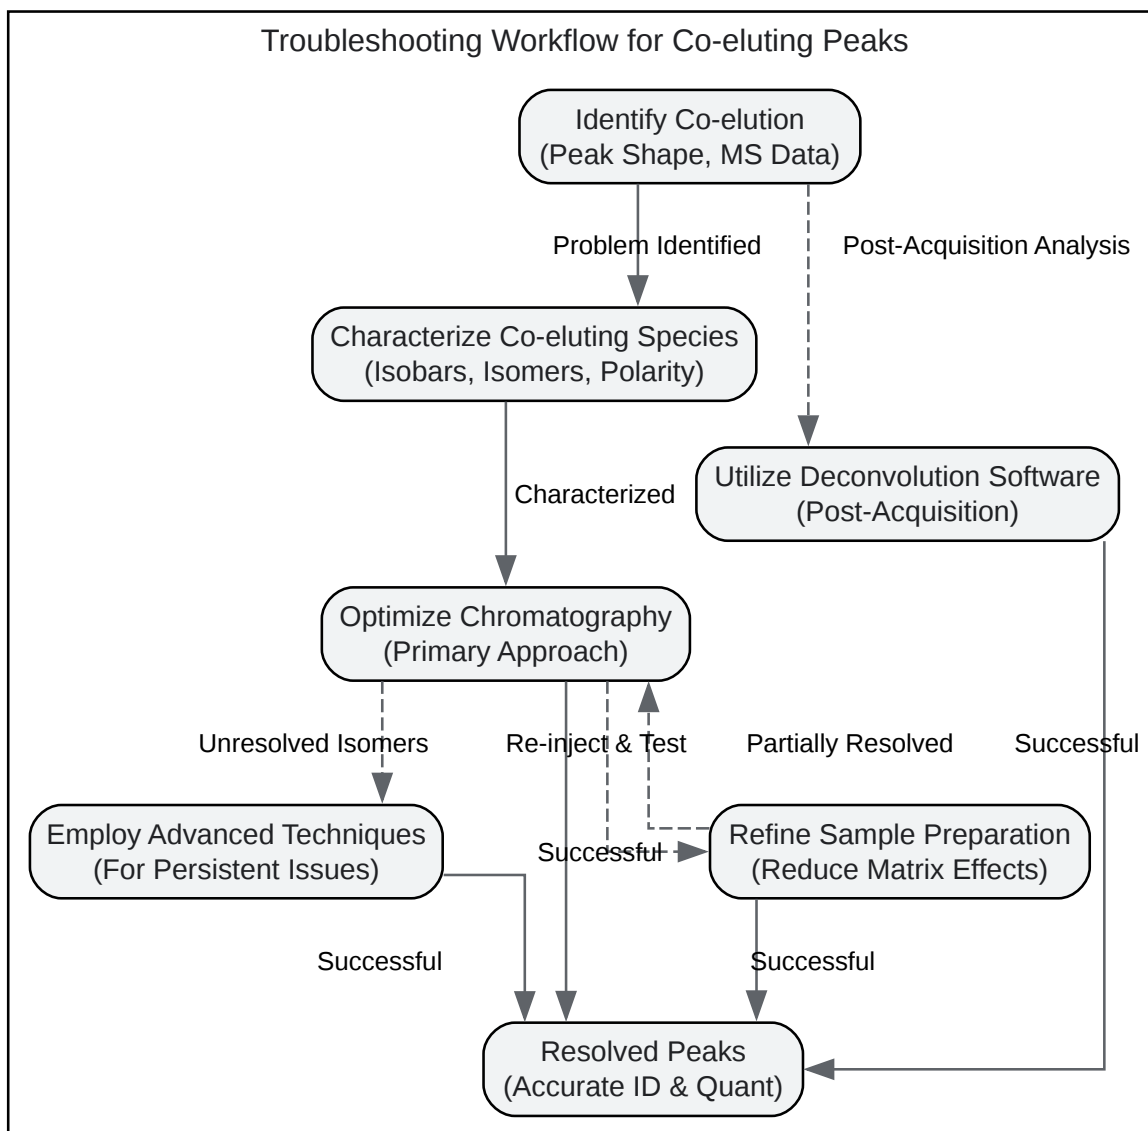 Troubleshooting Workflow for Co-eluting Peaks
Identify Co-elution
(Peak Shape, MS Data)
Problem Identified
Post-Acquisition Analysis
Characterize Co-eluting Species
(Isobars, Isomers, Polarity)
Utilize Deconvolution Software
(Post-Acquisition)
Characterized
Optimize Chromatography
(Primary Approach)
Unresolved Isomers
Re-inject & Test
Partially Resolved
Successful
Employ Advanced Techniques
(For Persistent Issues)
Successful
Refine Sample Preparation
(Reduce Matrix Effects)
Successful
Successful
Resolved Peaks
(Accurate ID & Quant)